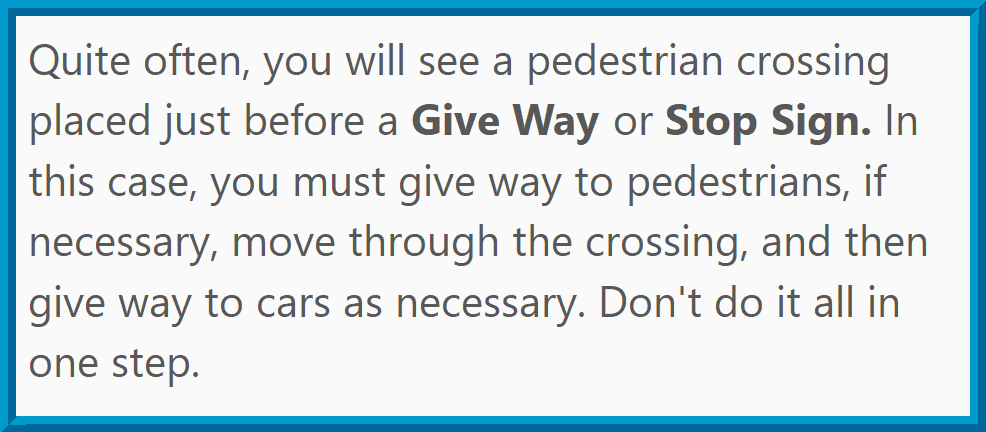 Quite often, you will see a pedestrian crossing
placed just before a Give Way or Stop Sign. In
this case, you must give way to pedestrians, if
necessary, move through the crossing, and then
give way to cars as necessary. Don't do it all in
one step.